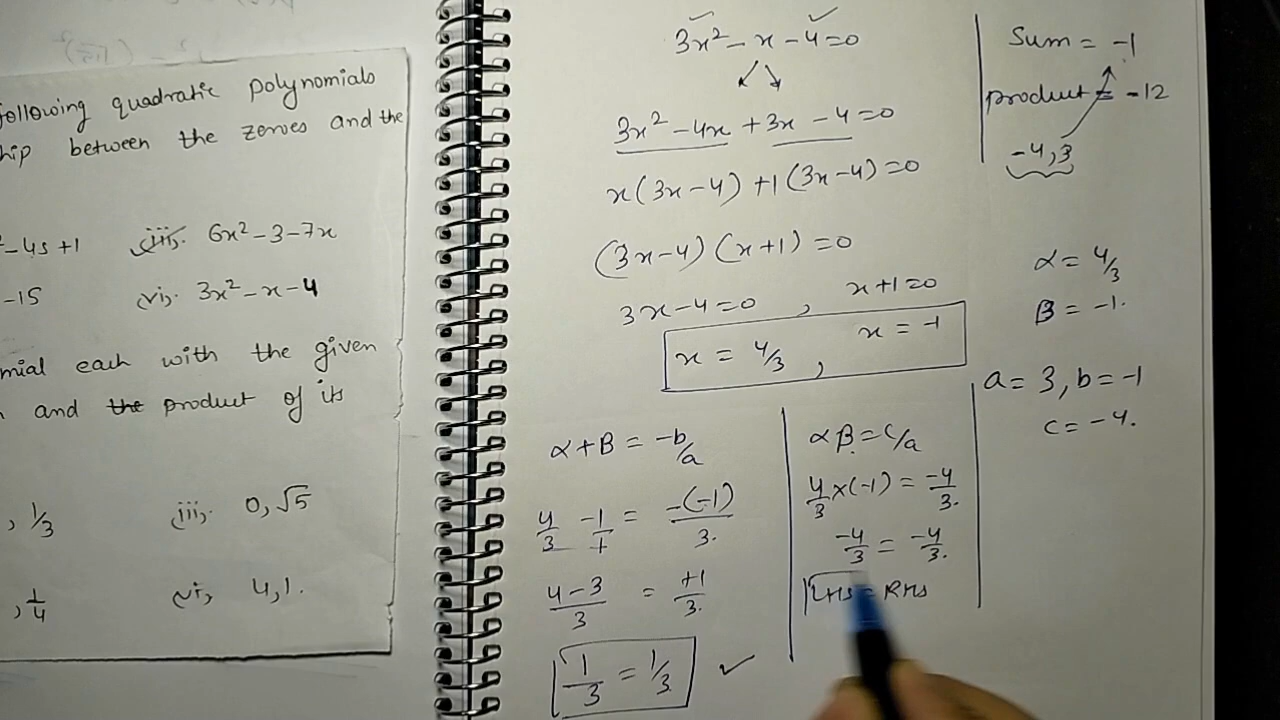 following quadratic polynomials
hip between the zeroes and the
²-4s+1 (iii). 6x²-3-7x
-15 (vi). 3x²-x-4
mial each with the given
and the product of its
, 1/3 (iii), 0, √5
, 1/4 (vi), 4,1.
3x² - x - 4 = 0
3x² - 4x + 3x - 4 = 0
x(3x-4) + 1(3x-4) = 0
(3x-4) (x+1) = 0
3x-4=0 , x+1=0
x = 4/3 , x = -1
α+β = -b/a
4/3 -1/1 = -(-1)/3.
4-3/3 = +1/3.
1/3 = 1/3 ✓
αβ = c/a
4/3 x(-1) = -4/3.
-4/3 = -4/3.
LHS = RHS
Sum = -1
product = -12
-4,3
α = 4/3
β = -1.
a = 3, b = -1
c = -4.